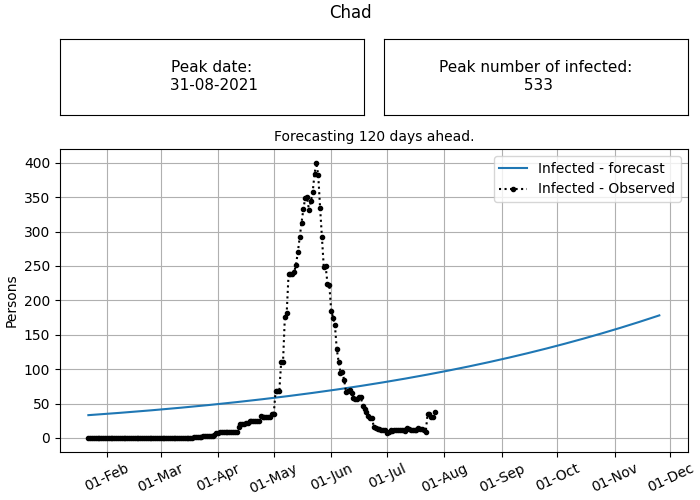 Chad
Peak date:
31-08-2021
Peak number of infected:
533
Forecasting 120 days ahead.
Infected - forecast
Infected - Observed
Persons
400
350
300
250
200
150
100
50
0
01-Feb
01-Mar
01-Apr
01-May
01-Jun
01-Jul
01-Aug
01-Sep
01-Oct
01-Nov
01-Dec